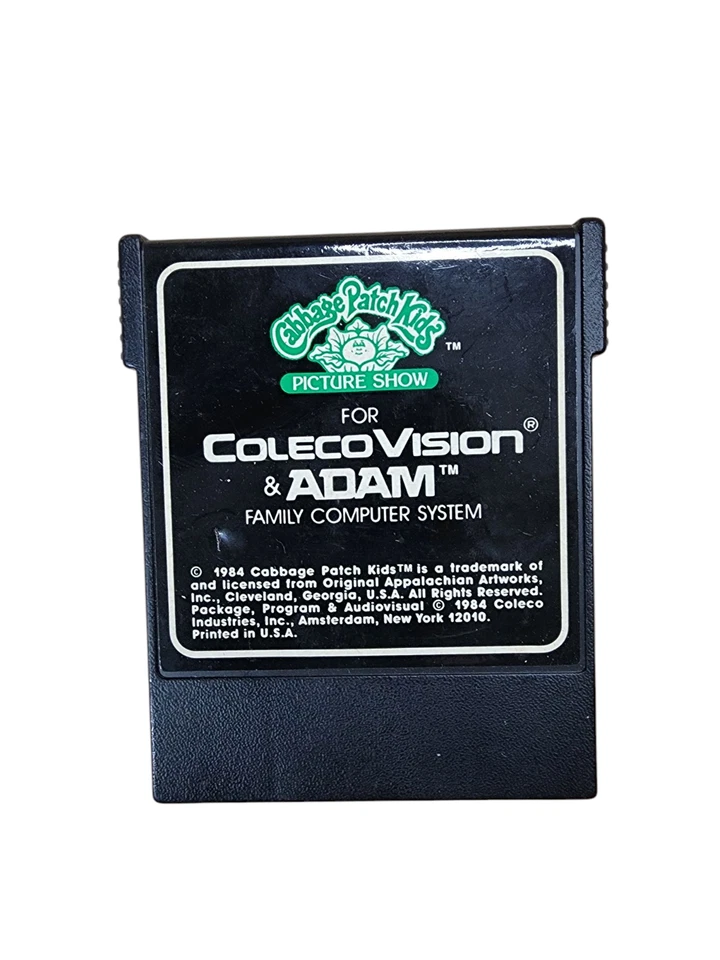 Cabbage Patch Kids™
PICTURE SHOW
FOR
COLECOVISION®
& ADAM™
FAMILY COMPUTER SYSTEM
© 1984 Cabbage Patch Kids™ is a trademark of
and licensed from Original Appalachian Artworks,
Inc., Cleveland, Georgia, U.S.A. All Rights Reserved.
Package, Program & Audiovisual © 1984 Coleco
Industries, Inc., Amsterdam, New York 12010.
Printed in U.S.A.